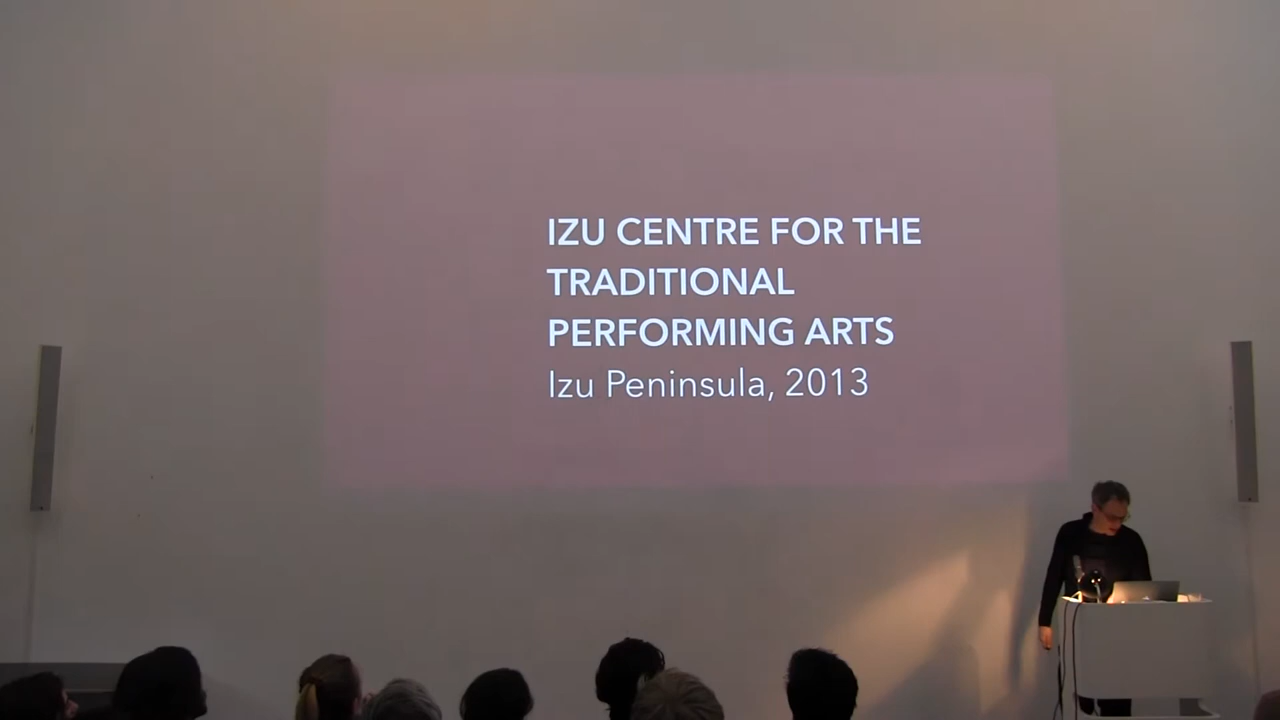 IZU CENTRE FOR THE
TRADITIONAL
PERFORMING ARTS
Izu Peninsula, 2013